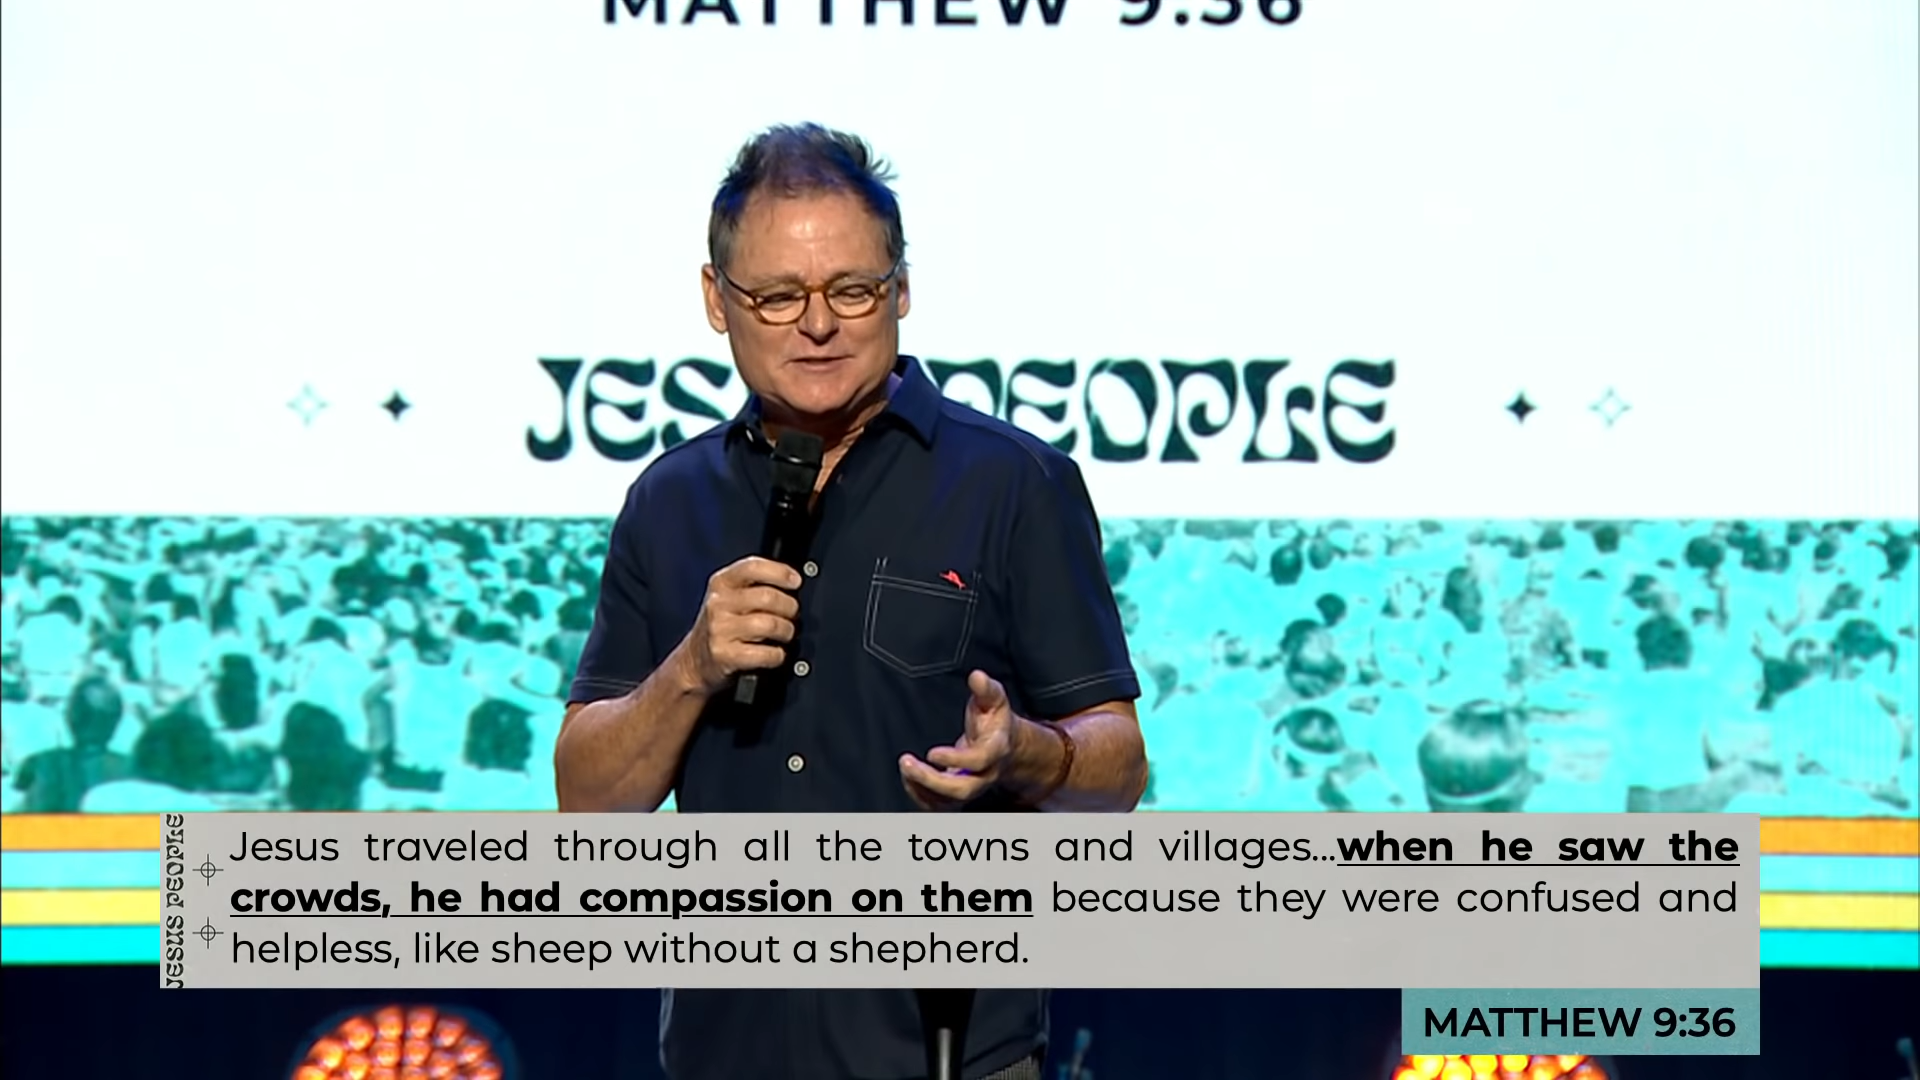 MATTHEW 9:36
JES PEOPLE
JESUS PEOPLE
Jesus traveled through all the towns and villages...when he saw the
crowds, he had compassion on them because they were confused and
helpless, like sheep without a shepherd.
MATTHEW 9:36